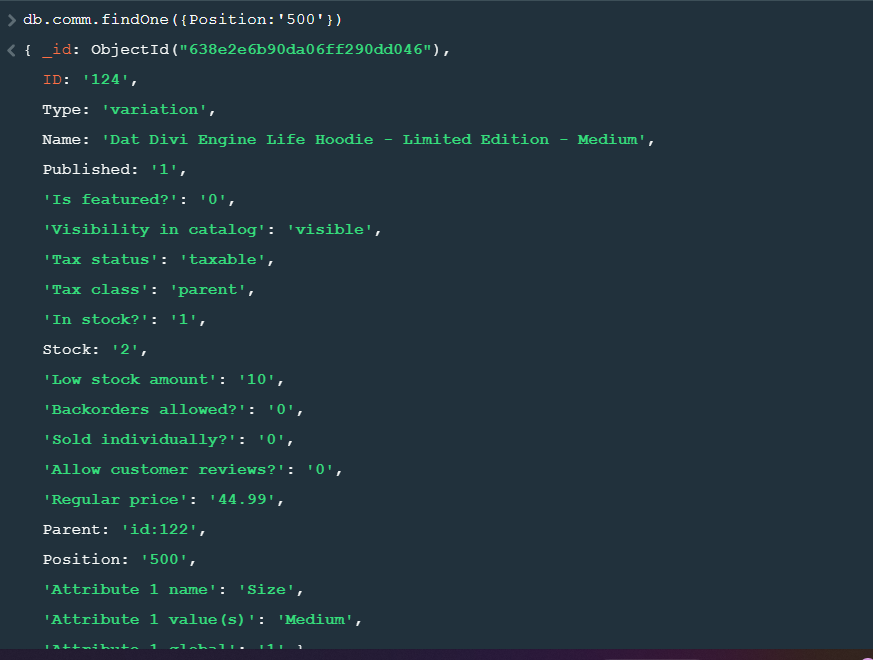 db.comm.findOne({Position:'500'})
{ _id: ObjectId("638e2e6b90da06ff290dd046"),
ID: '124',
Type: 'variation',
Name: 'Dat Divi Engine Life Hoodie - Limited Edition - Medium',
Published: '1',
'Is featured?': '0',
'Visibility in catalog': 'visible',
'Tax status': 'taxable',
'Tax class': 'parent',
'In stock?': '1',
Stock: '2',
'Low stock amount': '10',
'Backorders allowed?': '0',
'Sold individually?': '0',
'Allow customer reviews?': '0',
'Regular price': '44.99',
Parent: 'id:122',
Position: '500',
'Attribute 1 name': 'Size',
'Attribute 1 value(s)': 'Medium',
'Attribute 1 global': '1' }